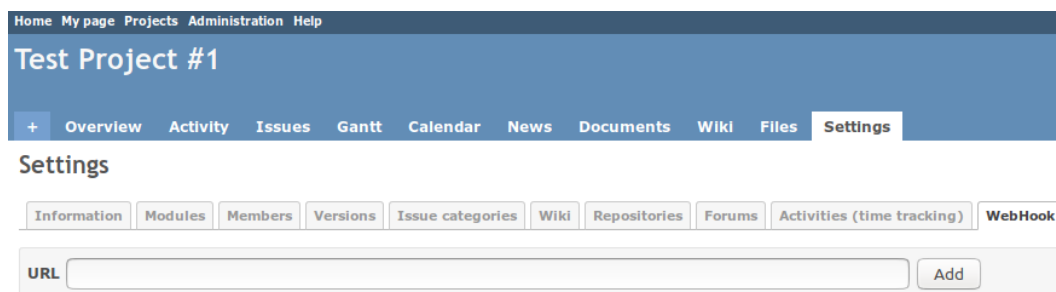 Home My page Projects Administration Help
Test Project #1
+ Overview Activity Issues Gantt Calendar News Documents Wiki Files Settings
Settings
Information Modules Members Versions Issue categories Wiki Repositories Forums Activities (time tracking) WebHook
URL Add